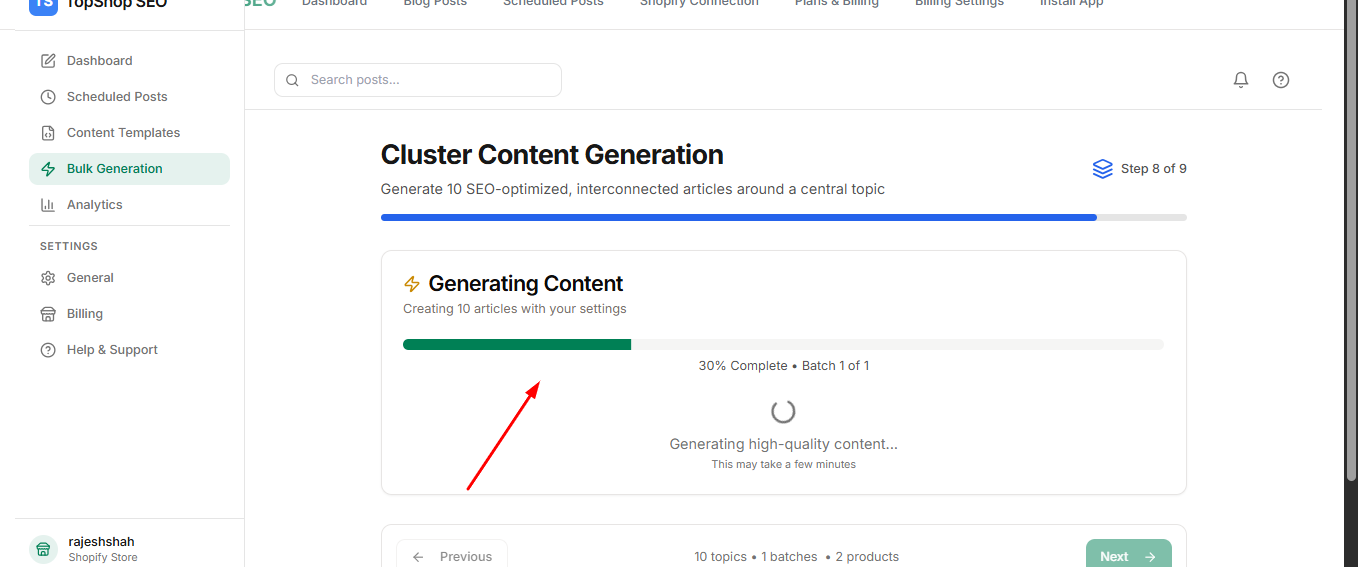 TS TopShop SEO
SEO Dashboard Blog Posts Scheduled Posts Shopify Connection Plans & Billing Billing Settings Install App
Dashboard
Scheduled Posts
Content Templates
Bulk Generation
Analytics
SETTINGS
General
Billing
Help & Support
rajeshshah
Shopify Store
Search posts...
Cluster Content Generation
Generate 10 SEO-optimized, interconnected articles around a central topic
Step 8 of 9
Generating Content
Creating 10 articles with your settings
30% Complete • Batch 1 of 1
Generating high-quality content...
This may take a few minutes
Previous
10 topics • 1 batches • 2 products
Next